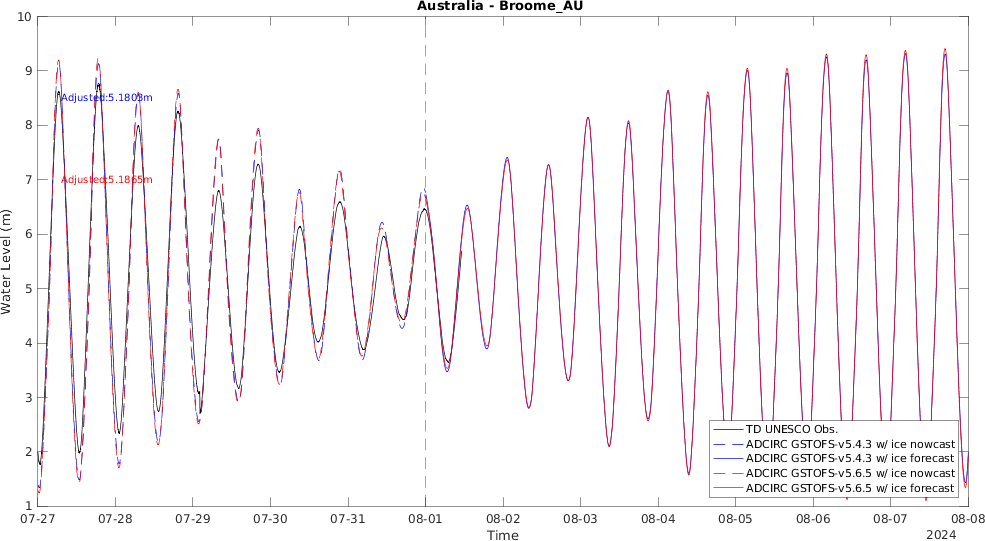 Australia - Broome_AU
10
9
8
7
6
5
4
3
2
1
Water Level (m)
Adjusted:5.1803m
Adjusted:5.1865m
TD UNESCO Obs.
ADCIRC GSTOFS-v5.4.3 w/ ice nowcast
ADCIRC GSTOFS-v5.4.3 w/ ice forecast
ADCIRC GSTOFS-v5.6.5 w/ ice nowcast
ADCIRC GSTOFS-v5.6.5 w/ ice forecast
07-27 07-28 07-29 07-30 07-31 08-01 08-02 08-03 08-04 08-05 08-06 08-07 08-08
Time
2024